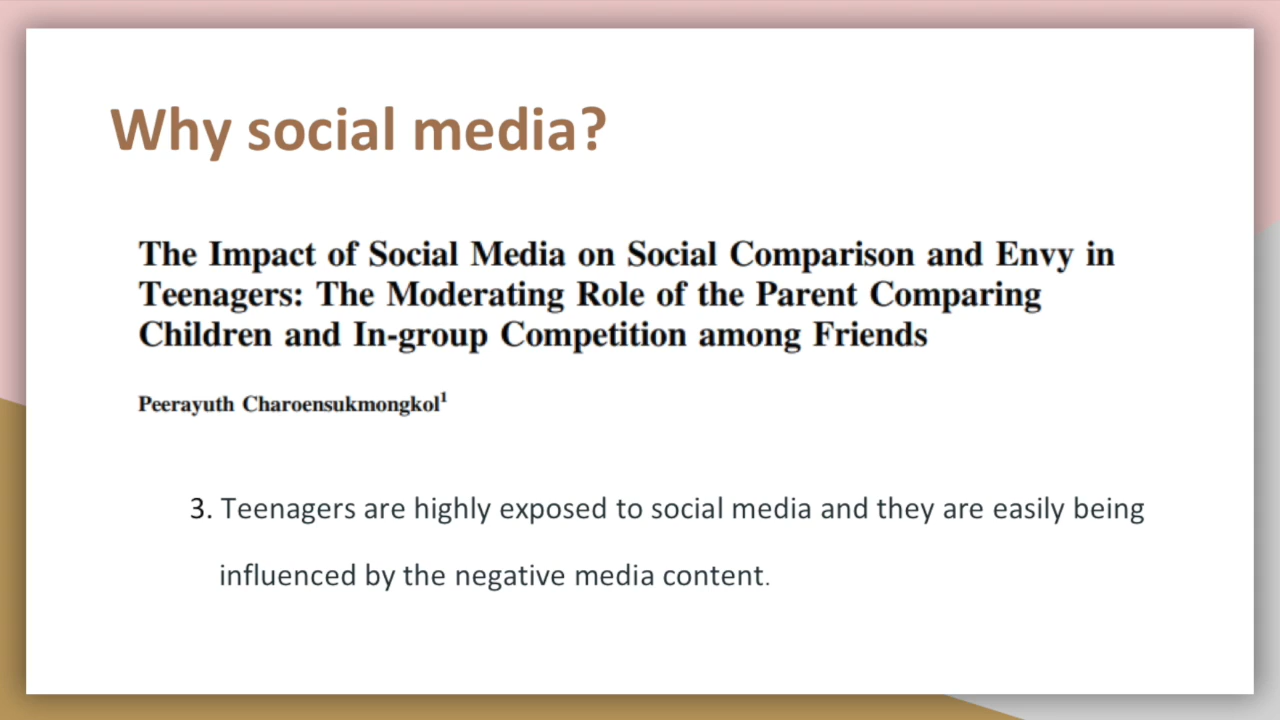 Why social media?
The Impact of Social Media on Social Comparison and Envy in
Teenagers: The Moderating Role of the Parent Comparing
Children and In-group Competition among Friends
Peerayuth Charoensukmongkol¹
3. Teenagers are highly exposed to social media and they are easily being
influenced by the negative media content.